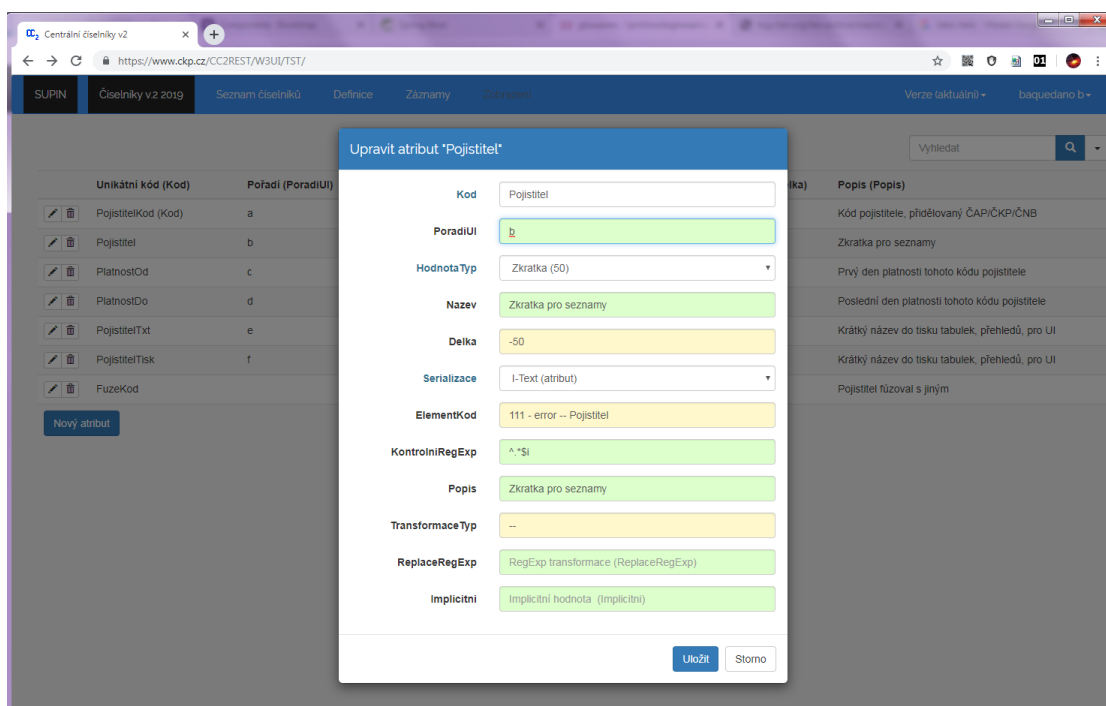 Centrální číselníky v2
https://www.ckp.cz/CC2REST/W3UI/TST/
SUPIN Číselníky v.2 2019 Seznam číselníků Definice Záznamy Verze (aktuální) baquedano b
Vyhledat
Unikátní kód (Kod) Pořadí (PoradiUI) lka) Popis (Popis)
PojistitelKod (Kod) a Kód pojistitele, přidělovaný ČAP/ČKP/ČNB
Pojistitel b Zkratka pro seznamy
PlatnostOd c Prvý den platnosti tohoto kódu pojistitele
PlatnostDo d Poslední den platnosti tohoto kódu pojistitele
PojistitelTxt e Krátký název do tisku tabulek, přehledů, pro UI
PojistitelTisk f Krátký název do tisku tabulek, přehledů, pro UI
FuzeKod Pojistitel fúzoval s jiným
Nový atribut
Upravit atribut "Pojistitel"
Kod Pojistitel
PoradiUI b
HodnotaTyp Zkratka (50)
Nazev Zkratka pro seznamy
Delka -50
Serializace I-Text (atribut)
ElementKod 111 - error -- Pojistitel
KontrolniRegExp ^.*$i
Popis Zkratka pro seznamy
TransformaceTyp --
ReplaceRegExp RegExp transformace (ReplaceRegExp)
Implicitni Implicitní hodnota (Implicitni)
Uložit Storno